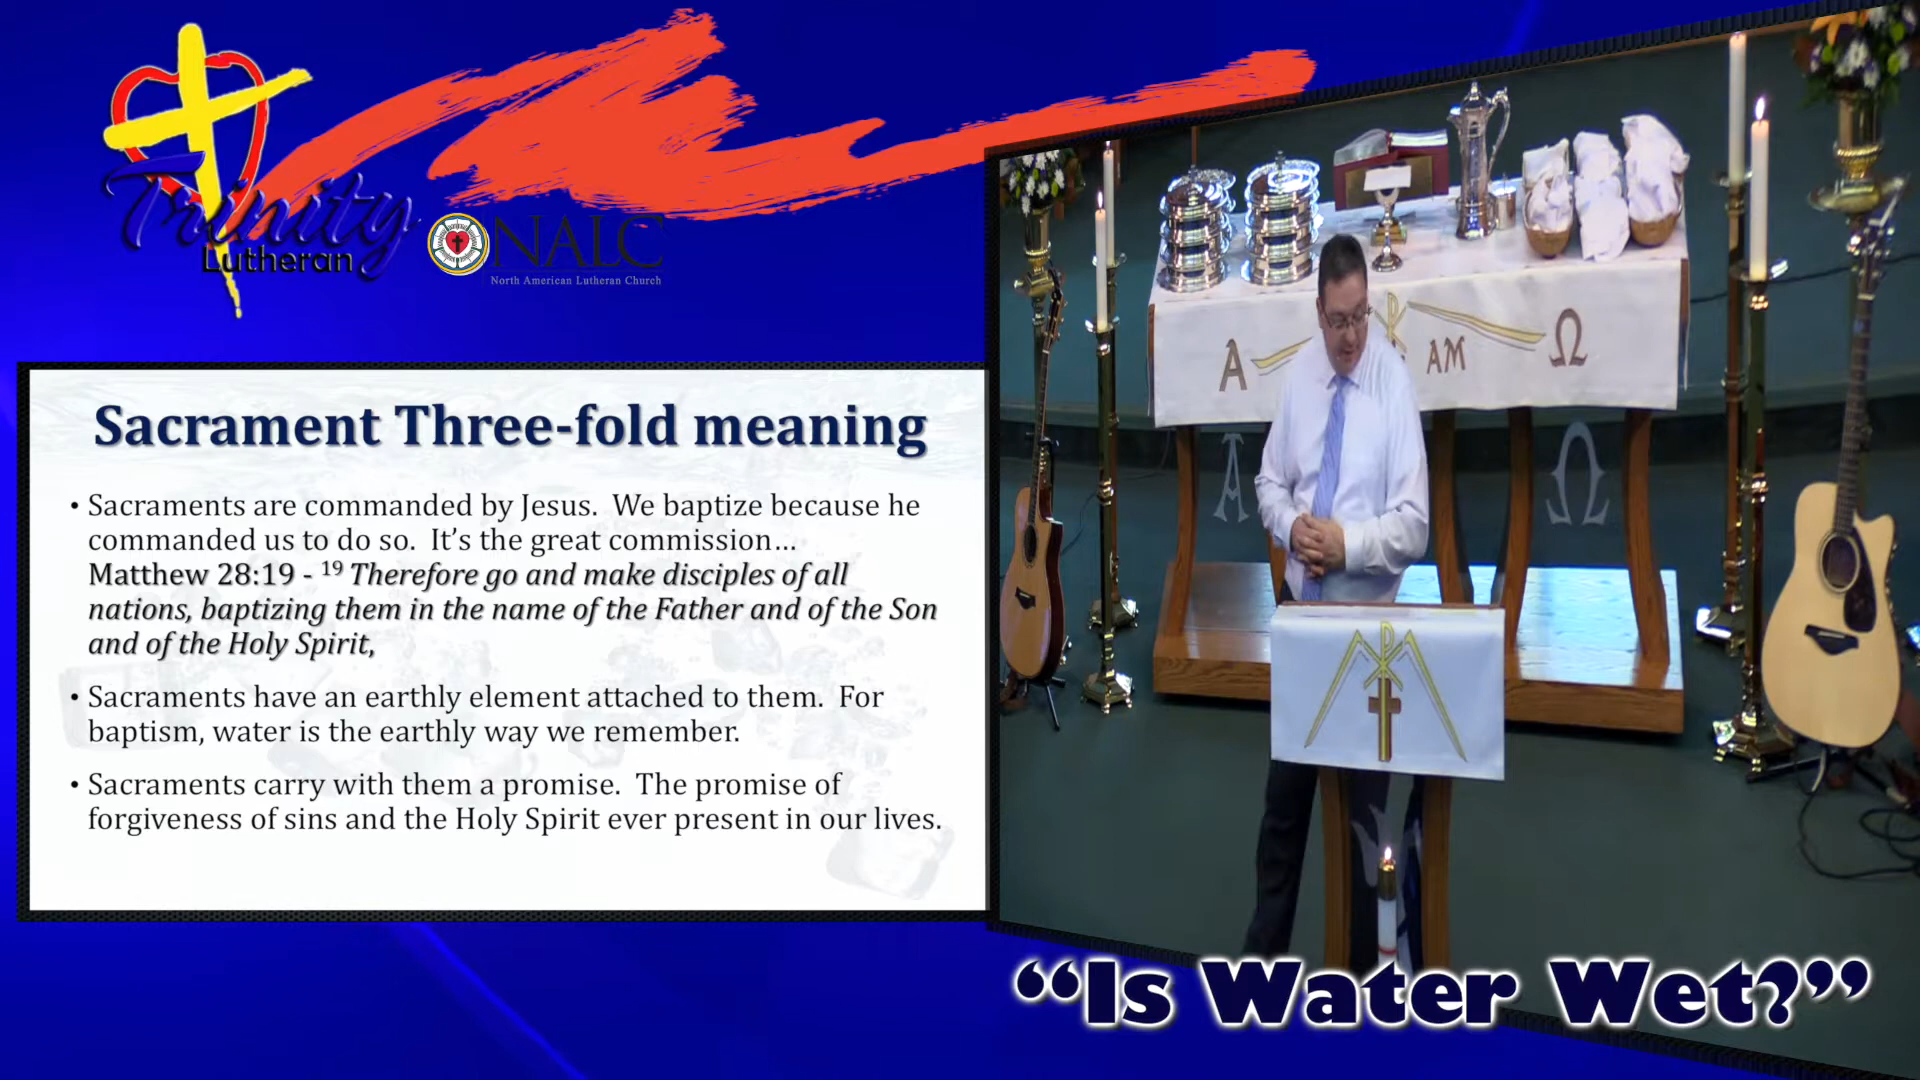 Trinity
Lutheran
NALC
North American Lutheran Church
Sacrament Three-fold meaning
• Sacraments are commanded by Jesus.  We baptize because he
commanded us to do so.  It’s the great commission…
Matthew 28:19 - 19 Therefore go and make disciples of all
nations, baptizing them in the name of the Father and of the Son
and of the Holy Spirit,
• Sacraments have an earthly element attached to them.  For
baptism, water is the earthly way we remember.
• Sacraments carry with them a promise.  The promise of
forgiveness of sins and the Holy Spirit ever present in our lives.
A AM Ω
A Ω
“Is Water Wet?”